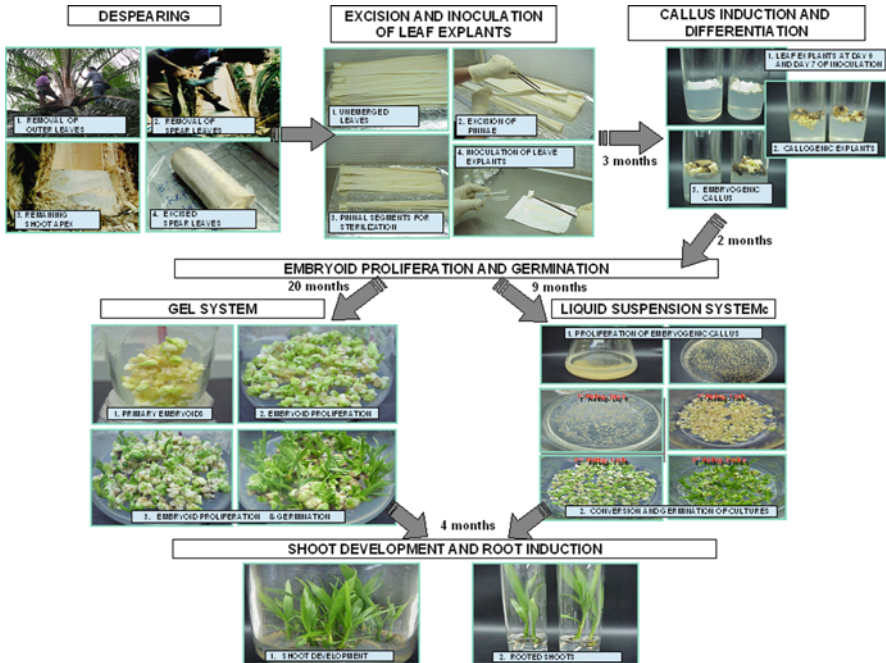 DESPEARING
1. REMOVAL OF
OUTER LEAVES
2. REMOVAL OF
SPEAR LEAVES
3. REMAINING
SHOOT APEX
4. EXCISED
SPEAR LEAVES
EXCISION AND INOCULATION
OF LEAF EXPLANTS
1. UNEMERGED
LEAVES
2. EXCISION OF
PINNAE
3. PINNAL SEGMENTS FOR
STERILIZATION
4. INOCULATION OF LEAVE
EXPLANTS
3 months
CALLUS INDUCTION AND
DIFFERENTIATION
1. LEAF EXPLANTS AT DAY 0
AND DAY 7 OF INOCULATION
2. CALLOGENIC EXPLANTS
3. EMBRYOGENIC
CALLUS
2 months
EMBRYOID PROLIFERATION AND GERMINATION
20 months
9 months
GEL SYSTEM
1. PRIMARY EMBRYOIDS
2. EMBRYOID PROLIFERATION
3. EMBRYOID PROLIFERATION & GERMINATION
LIQUID SUSPENSION SYSTEMc
1. PROLIFERATION OF EMBRYOGENIC CALLUS
2. CONVERSION AND GERMINATION OF CULTURES
4 months
SHOOT DEVELOPMENT AND ROOT INDUCTION
1. SHOOT DEVELOPMENT
2. ROOTED SHOOTS